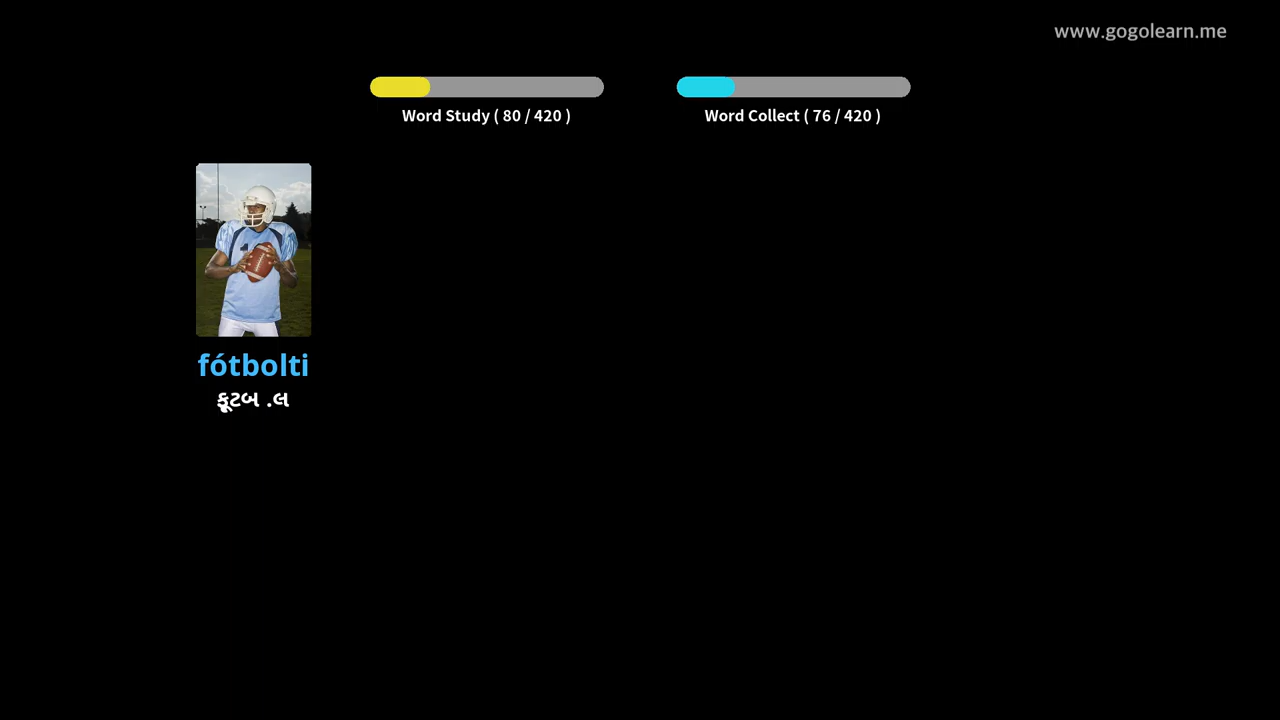 www.gogolearn.me
Word Study ( 80 / 420 )
Word Collect ( 76 / 420 )
fótbolti
ફૂટબ .લ